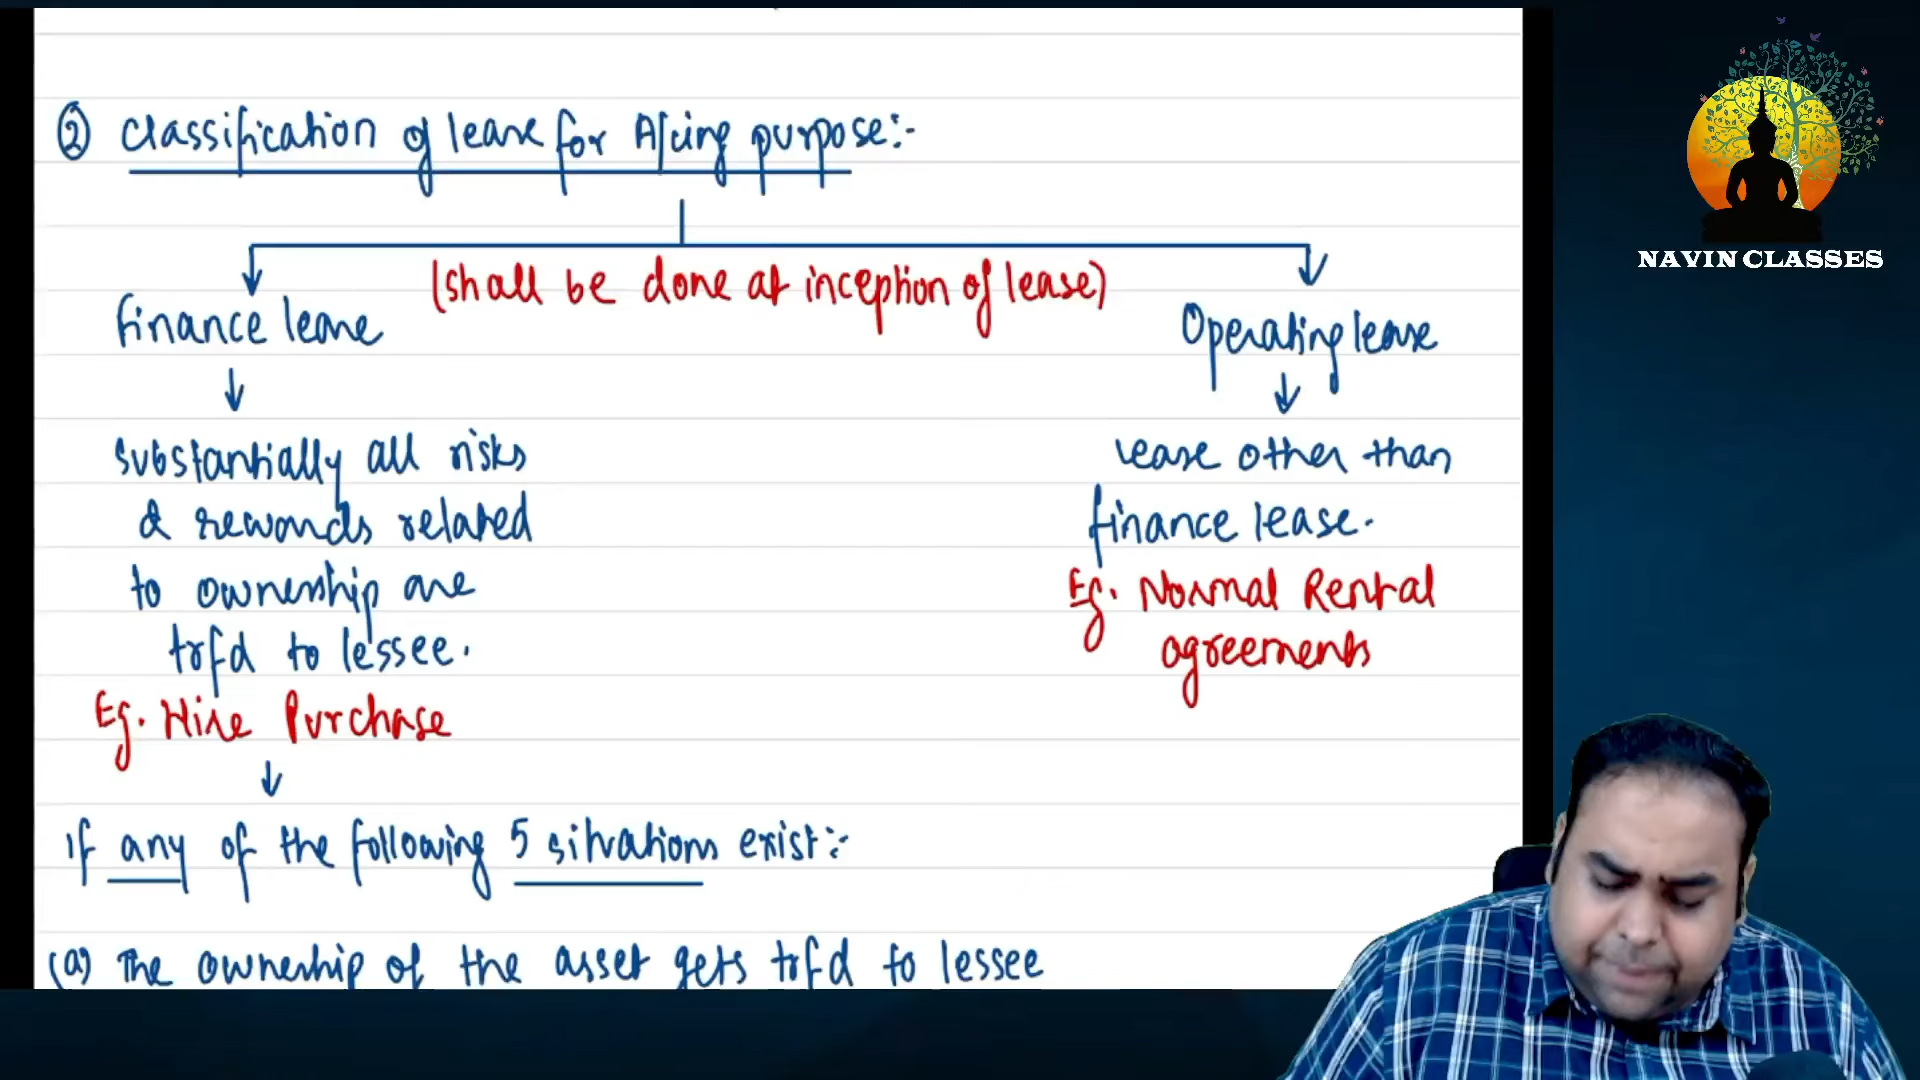 ② Classification of lease for A/cing purpose:-
(shall be done at inception of lease)
Finance lease
Operating lease
Substantially all risks
& rewards related
to ownership are
trfd to lessee.
Eg. Hire Purchase
lease other than
finance lease.
Eg. Normal Rental
agreements
If any of the following 5 situations exist:-
(a) The ownership of the asset gets trfd to lessee
NAVIN CLASSES